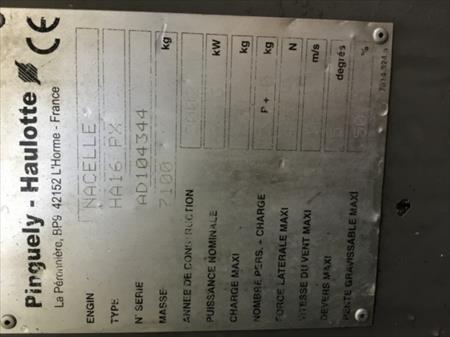 Pinguely - Haulotte CE
La Péronnière, BP9 42152 L'Horme - France
ENGIN NACELLE
TYPE HA16 PX
N° SERIE AD104344
MASSE 7100 kg
ANNEE DE CONSTRUCTION
PUISSANCE NOMINALE kW
CHARGE MAXI kg
NOMBRE PERS. - CHARGE P + kg
FORCE LATERALE MAXI N
VITESSE DU VENT MAXI m/s
DEVERS MAXI degrés
PENTE GRAVISSABLE MAXI %